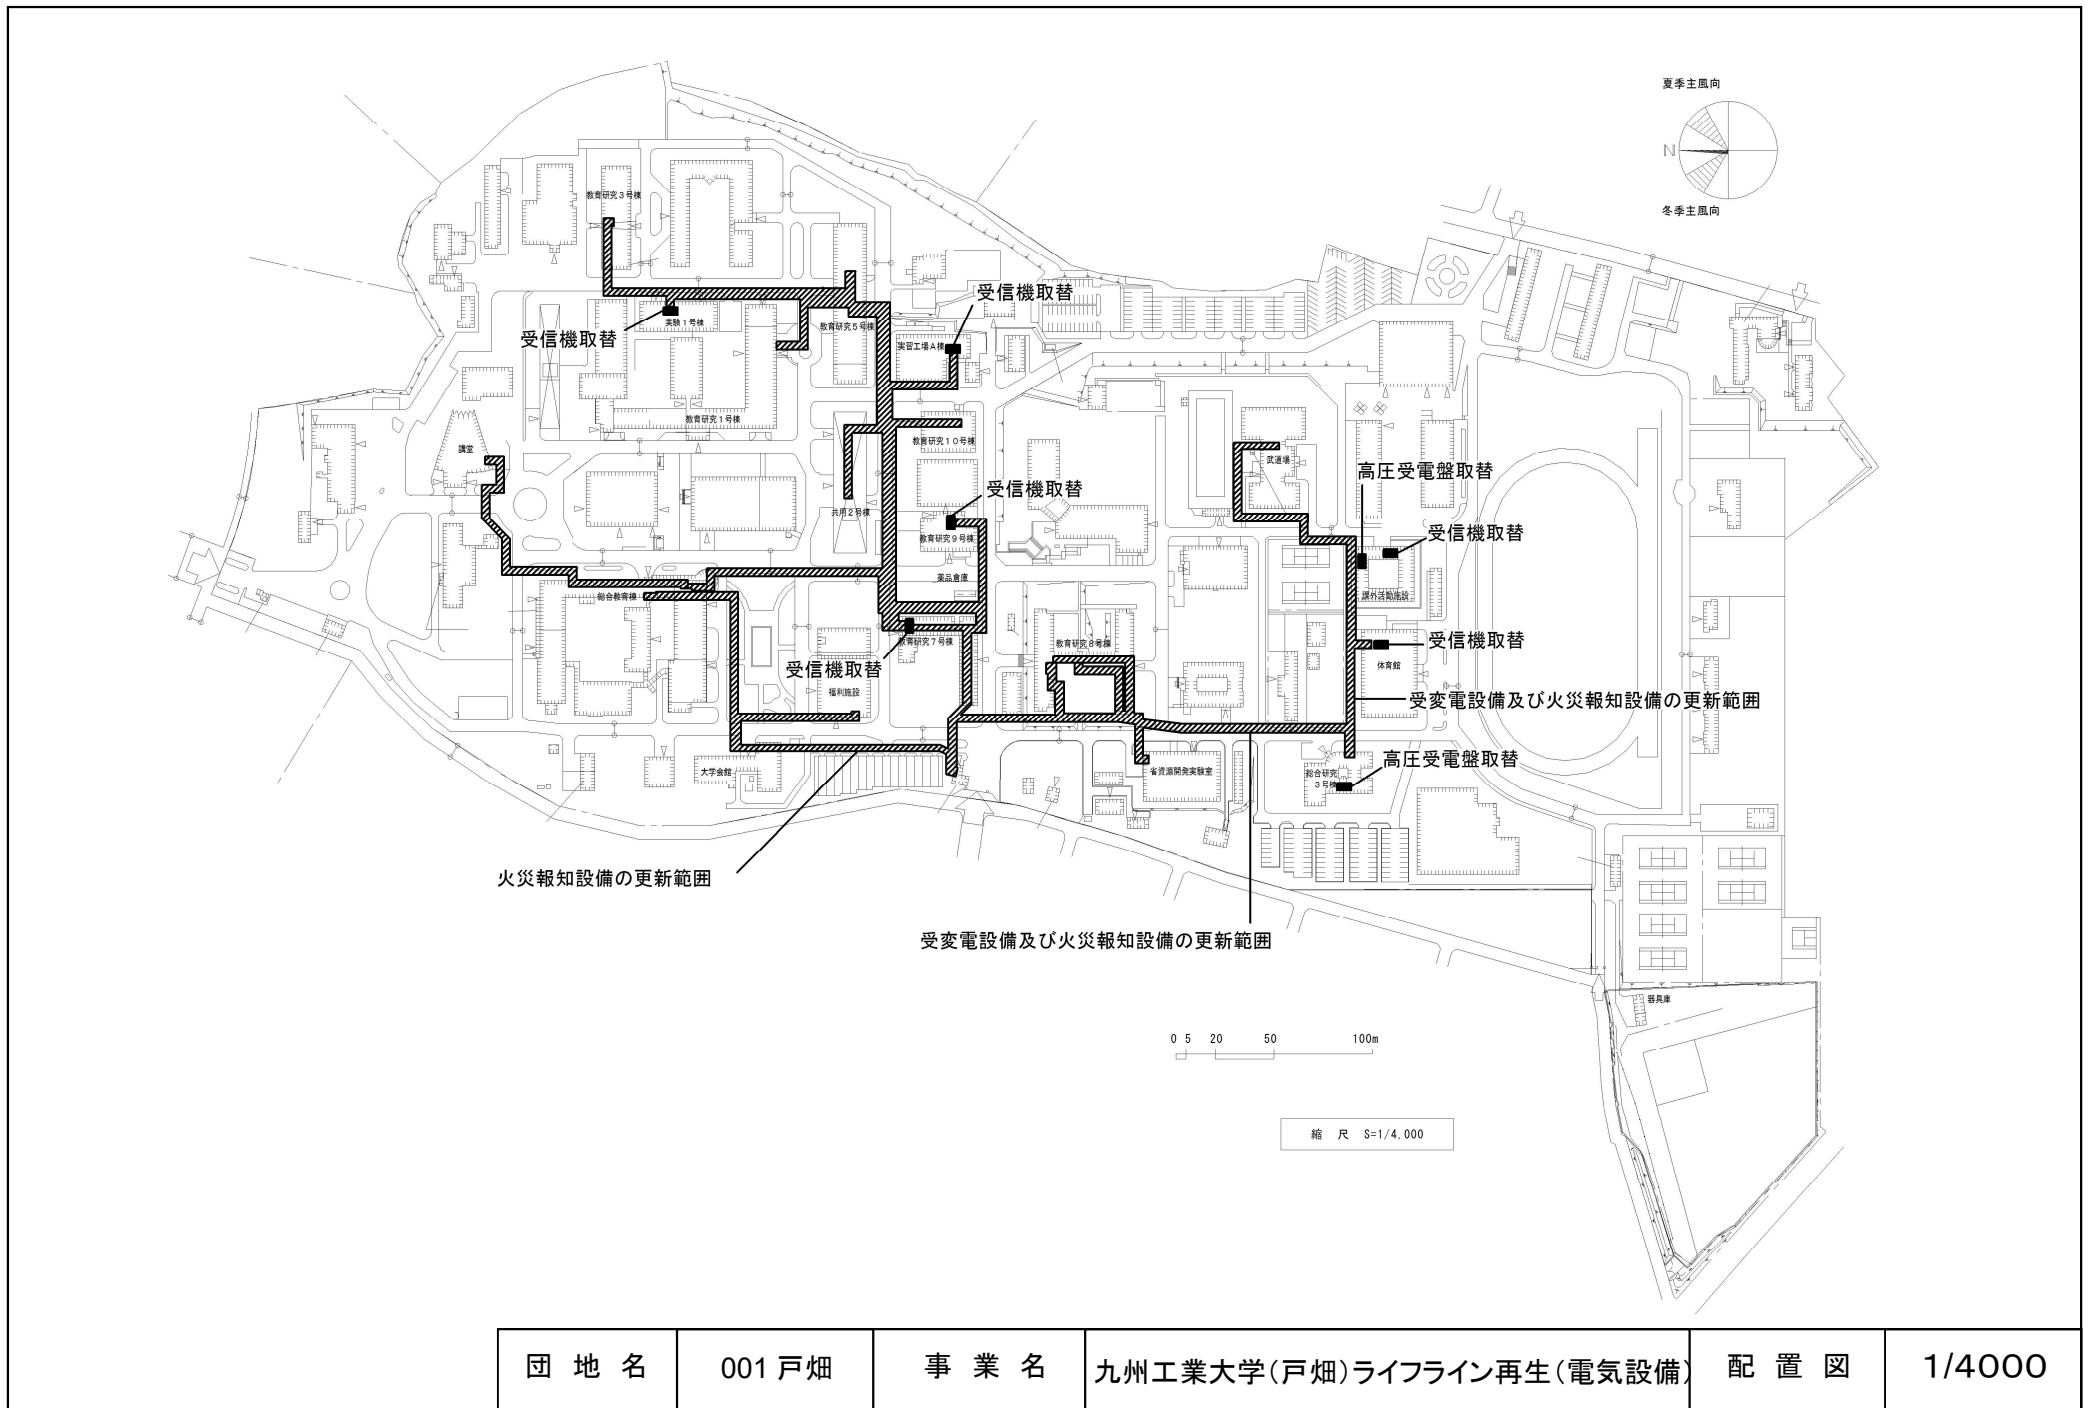 夏季主風向
N
冬季主風向
教育研究3号棟
受信機取替
実験1号棟
教育研究5号棟
受信機取替
実習工場A棟
教育研究1号棟
教育研究10号棟
講堂
武道場
高圧受電盤取替
受信機取替
共用2号棟
受信機取替
教育研究9号棟
薬品倉庫
課外活動施設
総合教育棟
教育研究7号棟
教育研究8号棟
受信機取替
体育館
受信機取替
福利施設
受変電設備及び火災報知設備の更新範囲
高圧受電盤取替
大学会館
省資源開発実験室
総合研究
3号棟
火災報知設備の更新範囲
受変電設備及び火災報知設備の更新範囲
器具庫
0 5 20 50 100m
縮 尺 S=1/4,000
団 地 名 001 戸畑 事 業 名 九州工業大学(戸畑)ライフライン再生(電気設備) 配 置 図 1/4000